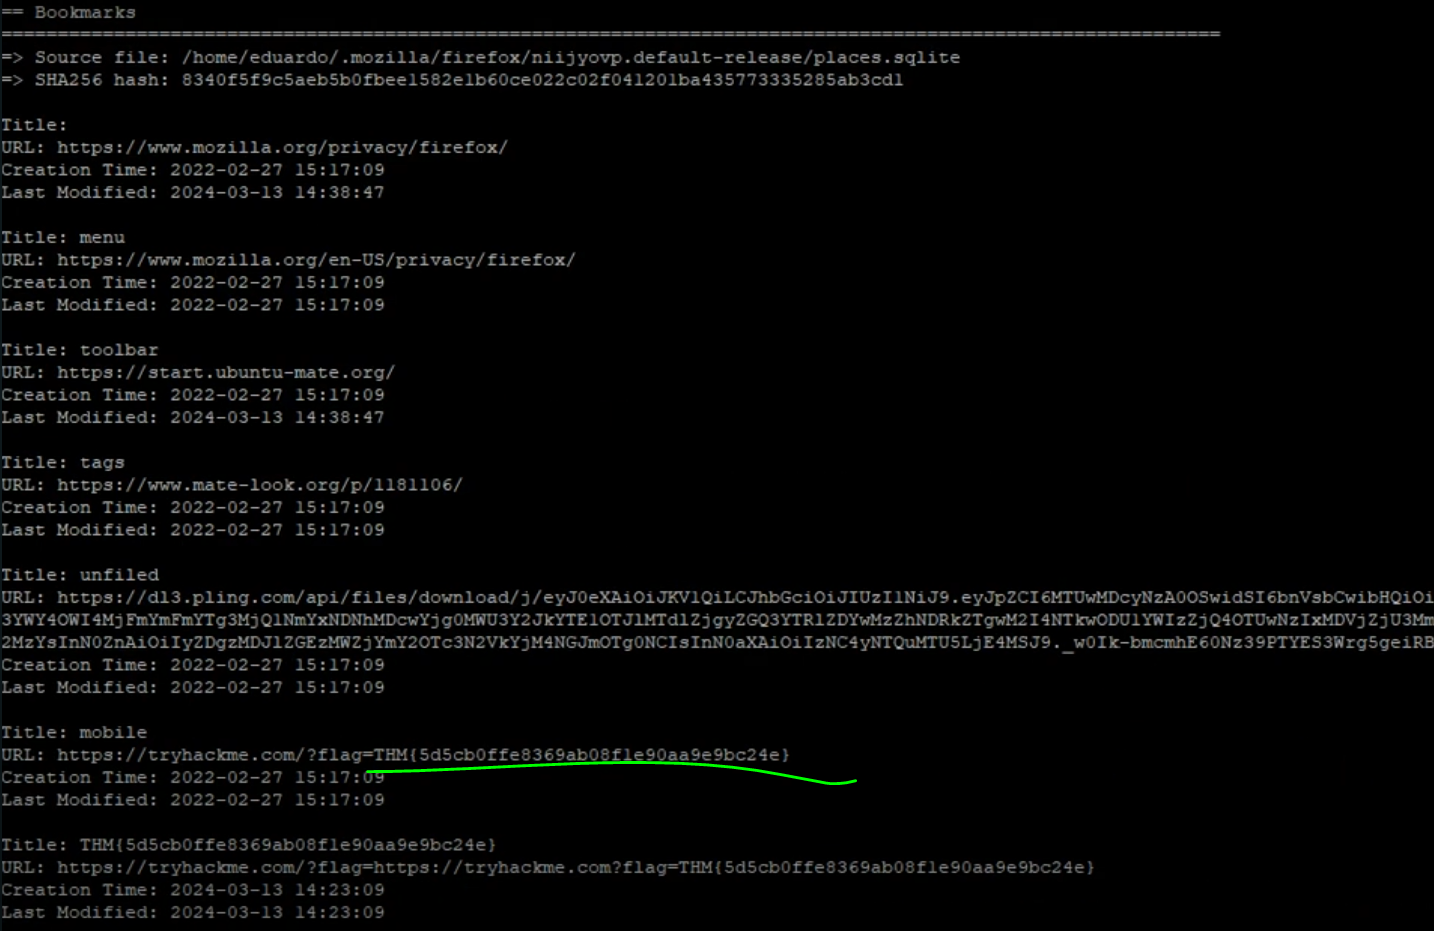 == Bookmarks
=> Source file: /home/eduardo/.mozilla/firefox/niijyovp.default-release/places.sqlite
=> SHA256 hash: 8340f5f9c5aeb5b0fbee1582e1b60ce022c02f041201ba435773335285ab3cd1
Title:
URL: https://www.mozilla.org/privacy/firefox/
Creation Time: 2022-02-27 15:17:09
Last Modified: 2024-03-13 14:38:47
Title: menu
URL: https://www.mozilla.org/en-US/privacy/firefox/
Creation Time: 2022-02-27 15:17:09
Last Modified: 2022-02-27 15:17:09
Title: toolbar
URL: https://start.ubuntu-mate.org/
Creation Time: 2022-02-27 15:17:09
Last Modified: 2024-03-13 14:38:47
Title: tags
URL: https://www.mate-look.org/p/1181106/
Creation Time: 2022-02-27 15:17:09
Last Modified: 2022-02-27 15:17:09
Title: unfiled
URL: https://dl3.pling.com/api/files/download/j/eyJ0eXAiOiJKV1QiLCJhbGciOiJIUzI1NiJ9.eyJpZCI6MTUwMDcyNzA0OSwidSI6bnVsbCwibHQiOi
3YWY4OWI4MjFmYmFmYTg3MjQ1NmYxNDNhMDcwYjg0MWU3Y2JkYTE1OTJlMTdlZjgyZGQ3YTRlZDYwMzZhNDRkZTgwM2I4NTkwODU1YWIzZjQ4OTUwNzIxMDVjZjU3Mm
2MzYsInN0ZnAiOiIyZDgzMDJlZGEzMWZjYmY2OTc3N2VkYjM4NGJmOTg0NCIsInN0aXAiOiIzNC4yNTQuMTU5LjE4MSJ9._w0Ik-bmcmhE60Nz39PTYES3Wrg5geiRB
Creation Time: 2022-02-27 15:17:09
Last Modified: 2022-02-27 15:17:09
Title: mobile
URL: https://tryhackme.com/?flag=THM{5d5cb0ffe8369ab08f1e90aa9e9bc24e}
Creation Time: 2022-02-27 15:17:09
Last Modified: 2022-02-27 15:17:09
Title: THM{5d5cb0ffe8369ab08f1e90aa9e9bc24e}
URL: https://tryhackme.com/?flag=https://tryhackme.com?flag=THM{5d5cb0ffe8369ab08f1e90aa9e9bc24e}
Creation Time: 2024-03-13 14:23:09
Last Modified: 2024-03-13 14:23:09